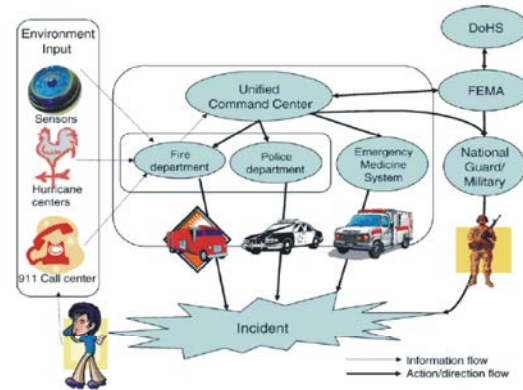 Environment
Input
Sensors
Hurricane
centers
911 Call center
DoHS
FEMA
Unified
Command Center
Fire
department
Police
department
Emergency
Medicine
System
National
Guard/
Military
Incident
Information flow
Action/direction flow